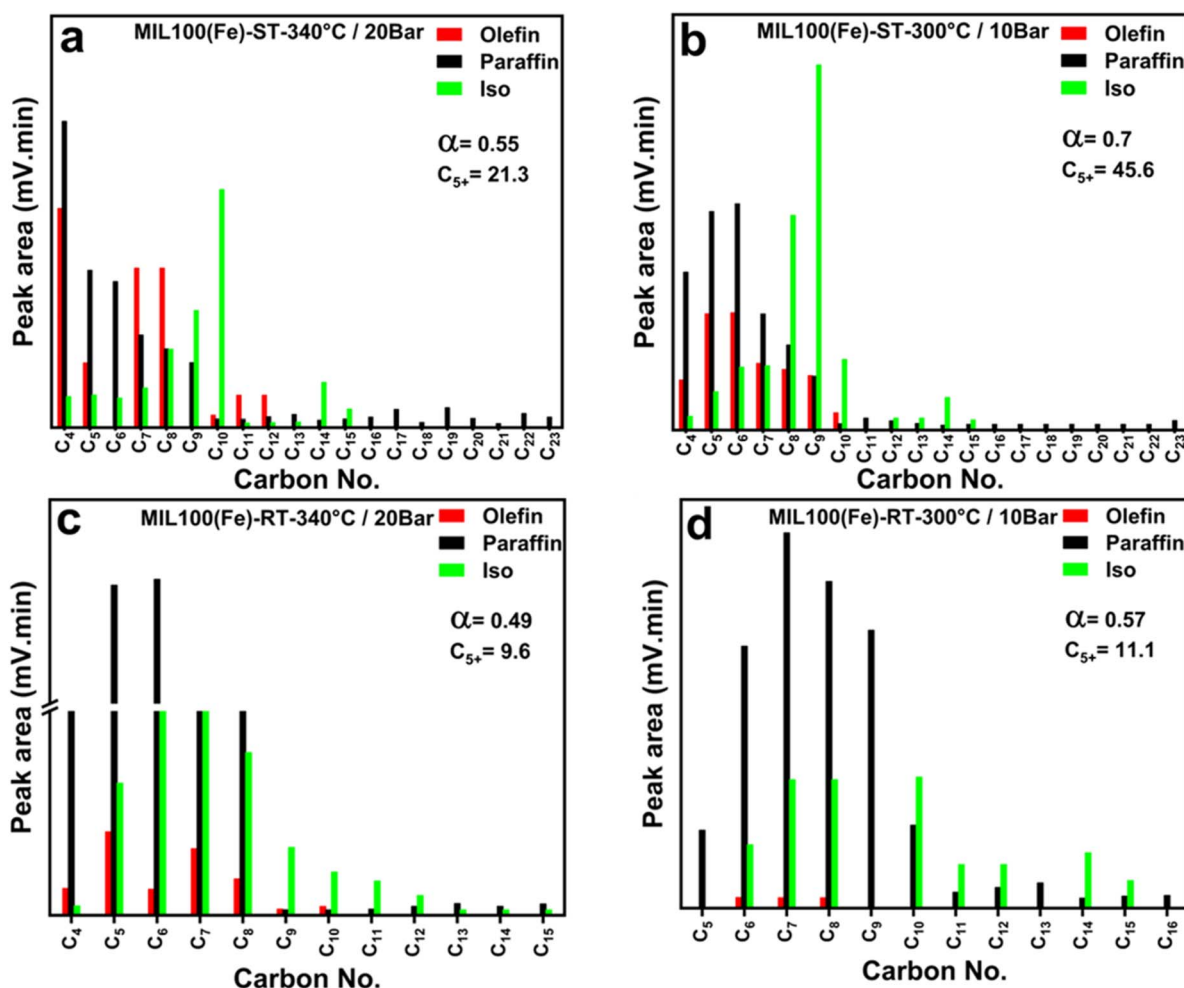 a
MIL100(Fe)-ST-340°C / 20Bar
Olefin
Paraffin
Iso
α= 0.55
C₅₊= 21.3
Peak area (mV.min)
C₄ C₅ C₆ C₇ C₈ C₉ C₁₀ C₁₁ C₁₂ C₁₃ C₁₄ C₁₅ C₁₆ C₁₇ C₁₈ C₁₉ C₂₀ C₂₁ C₂₂ C₂₃
Carbon No.
b
MIL100(Fe)-ST-300°C / 10Bar
Olefin
Paraffin
Iso
α= 0.7
C₅₊= 45.6
Peak area (mV.min)
C₄ C₅ C₆ C₇ C₈ C₉ C₁₀ C₁₁ C₁₂ C₁₃ C₁₄ C₁₅ C₁₆ C₁₇ C₁₈ C₁₉ C₂₀ C₂₁ C₂₂ C₂₃
Carbon No.
c
MIL100(Fe)-RT-340°C / 20Bar
Olefin
Paraffin
Iso
α= 0.49
C₅₊= 9.6
Peak area (mV.min)
C₄ C₅ C₆ C₇ C₈ C₉ C₁₀ C₁₁ C₁₂ C₁₃ C₁₄ C₁₅
Carbon No.
d
MIL100(Fe)-RT-300°C / 10Bar
Olefin
Paraffin
Iso
α= 0.57
C₅₊= 11.1
Peak area (mV.min)
C₅ C₆ C₇ C₈ C₉ C₁₀ C₁₁ C₁₂ C₁₃ C₁₄ C₁₅ C₁₆
Carbon No.